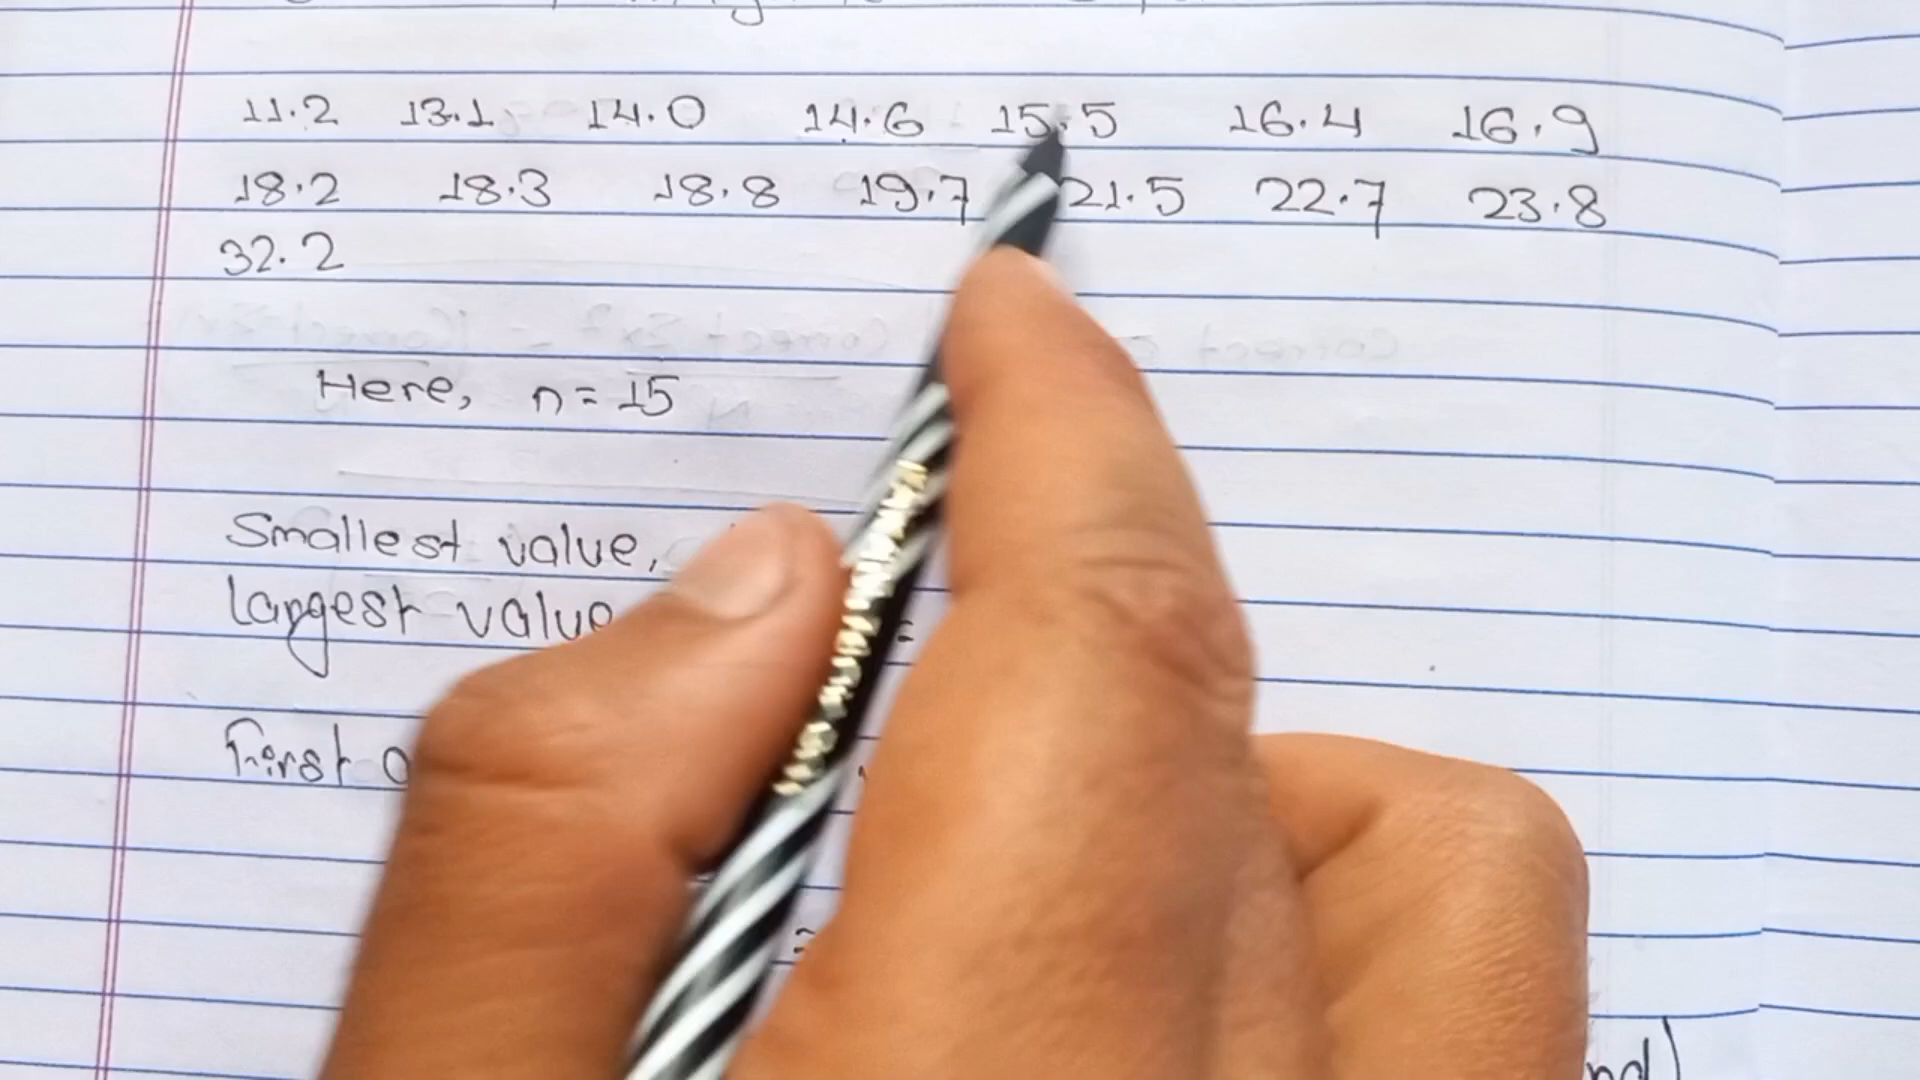 11.2 13.1 14.0 14.6 15.5 16.4 16.9
18.2 18.3 18.8 19.7 21.5 22.7 23.8
32.2
Here, n = 15
Smallest value,
largest value
First